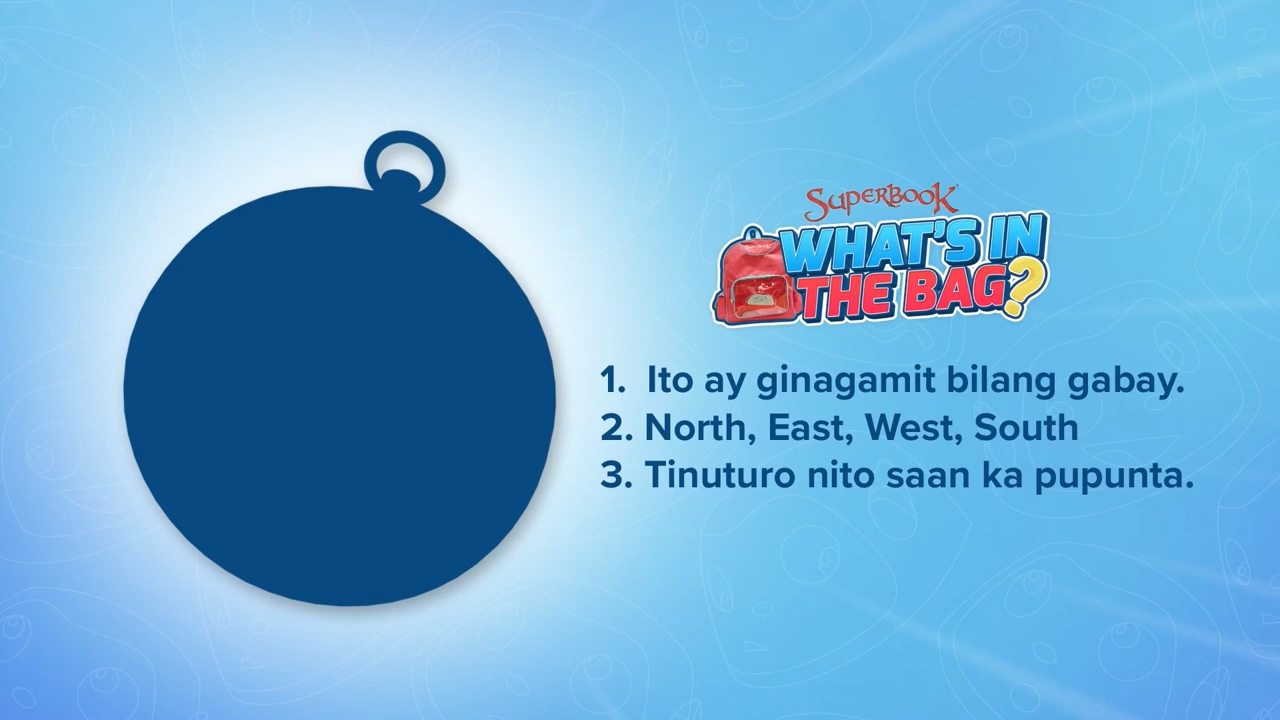 SUPERBOOK
WHAT'S IN
THE BAG?
1. Ito ay ginagamit bilang gabay.
2. North, East, West, South
3. Tinuturo nito saan ka pupunta.